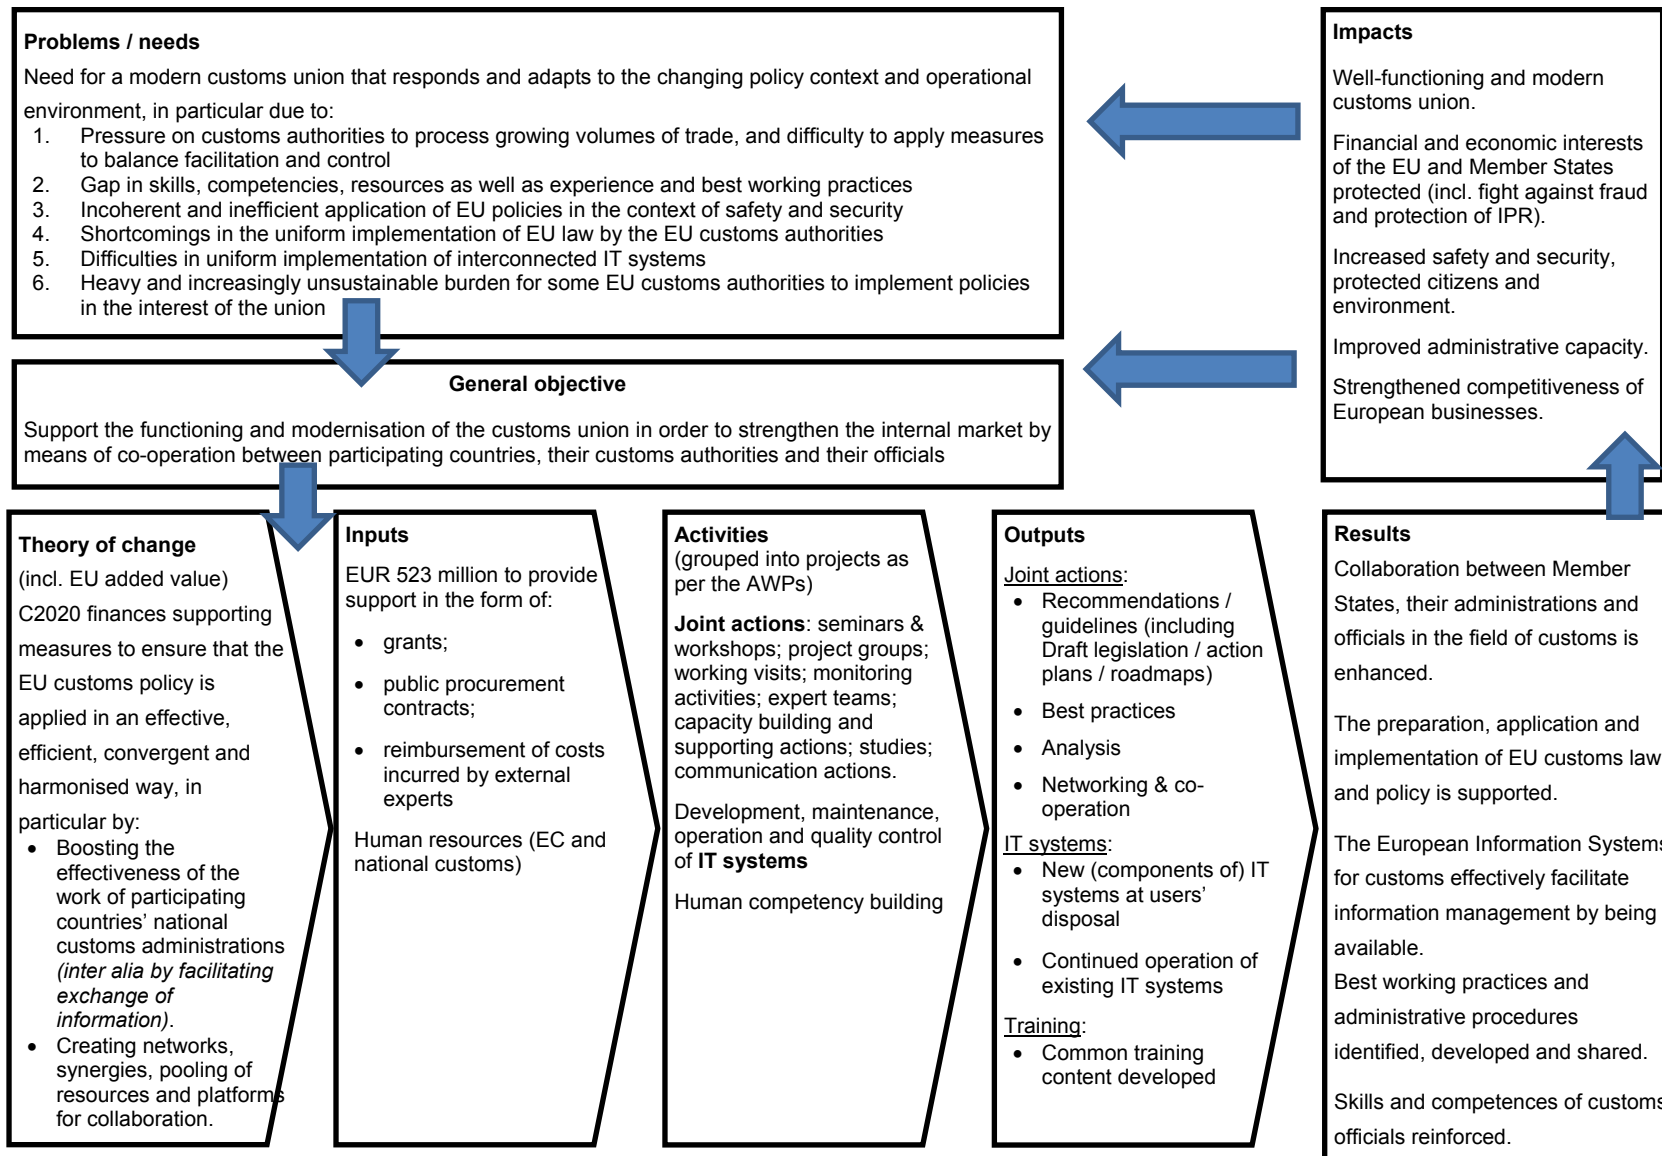 Problems / needs
Need for a modern customs union that responds and adapts to the changing policy context and operational
environment, in particular due to:
1. Pressure on customs authorities to process growing volumes of trade, and difficulty to apply measures
to balance facilitation and control
2. Gap in skills, competencies, resources as well as experience and best working practices
3. Incoherent and inefficient application of EU policies in the context of safety and security
4. Shortcomings in the uniform implementation of EU law by the EU customs authorities
5. Difficulties in uniform implementation of interconnected IT systems
6. Heavy and increasingly unsustainable burden for some EU customs authorities to implement policies
in the interest of the union
General objective
Support the functioning and modernisation of the customs union in order to strengthen the internal market by
means of co-operation between participating countries, their customs authorities and their officials
Impacts
Well-functioning and modern
customs union.
Financial and economic interests
of the EU and Member States
protected (incl. fight against fraud
and protection of IPR).
Increased safety and security,
protected citizens and
environment.
Improved administrative capacity.
Strengthened competitiveness of
European businesses.
Theory of change
(incl. EU added value)
C2020 finances supporting
measures to ensure that the
EU customs policy is
applied in an effective,
efficient, convergent and
harmonised way, in
particular by:
• Boosting the
effectiveness of the
work of participating
countries’ national
customs administrations
(inter alia by facilitating
exchange of
information).
• Creating networks,
synergies, pooling of
resources and platforms
for collaboration.
Inputs
EUR 523 million to provide
support in the form of:
• grants;
• public procurement
contracts;
• reimbursement of costs
incurred by external
experts
Human resources (EC and
national customs)
Activities
(grouped into projects as
per the AWPs)
Joint actions: seminars &
workshops; project groups;
working visits; monitoring
activities; expert teams;
capacity building and
supporting actions; studies;
communication actions.
Development, maintenance,
operation and quality control
of IT systems
Human competency building
Outputs
Joint actions:
• Recommendations /
guidelines (including
Draft legislation / action
plans / roadmaps)
• Best practices
• Analysis
• Networking & co-
operation
IT systems:
• New (components of) IT
systems at users’
disposal
• Continued operation of
existing IT systems
Training:
• Common training
content developed
Results
Collaboration between Member
States, their administrations and
officials in the field of customs is
enhanced.
The preparation, application and
implementation of EU customs law
and policy is supported.
The European Information Systems
for customs effectively facilitate
information management by being
available.
Best working practices and
administrative procedures
identified, developed and shared.
Skills and competences of customs
officials reinforced.